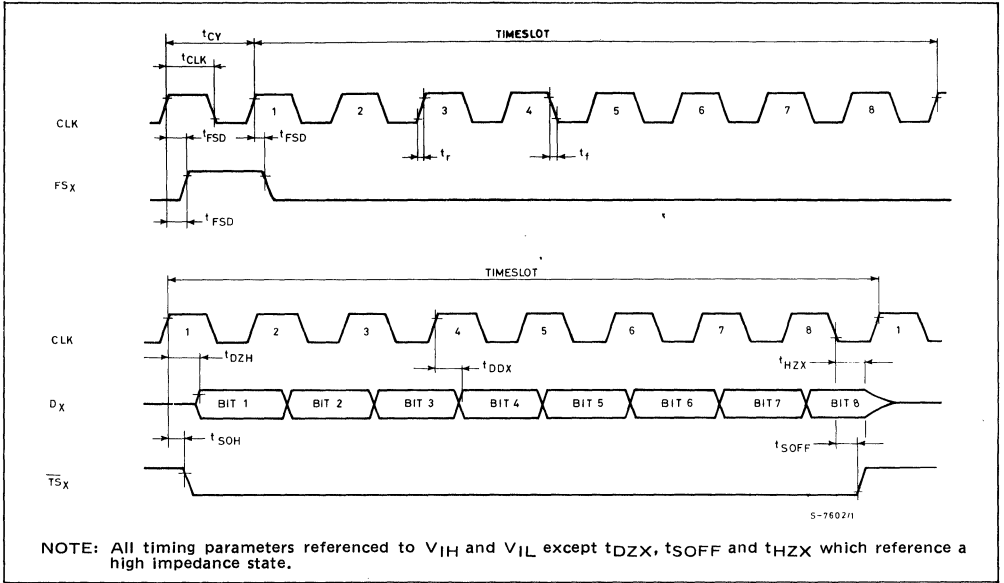 tCY
TIMESLOT
tCLK
CLK
1 2 3 4 5 6 7 8
tFSD
tFSD
tr
tf
FSX
tFSD
TIMESLOT
CLK
1 2 3 4 5 6 7 8 1
tDZH
tDDX
tHZX
DX
BIT 1 BIT 2 BIT 3 BIT 4 BIT 5 BIT 6 BIT 7 BIT 8
tSOH
tSOFF
TSX
S-7602/1
NOTE: All timing parameters referenced to VIH and VIL except tDZX, tSOFF and tHZX which reference a
high impedance state.